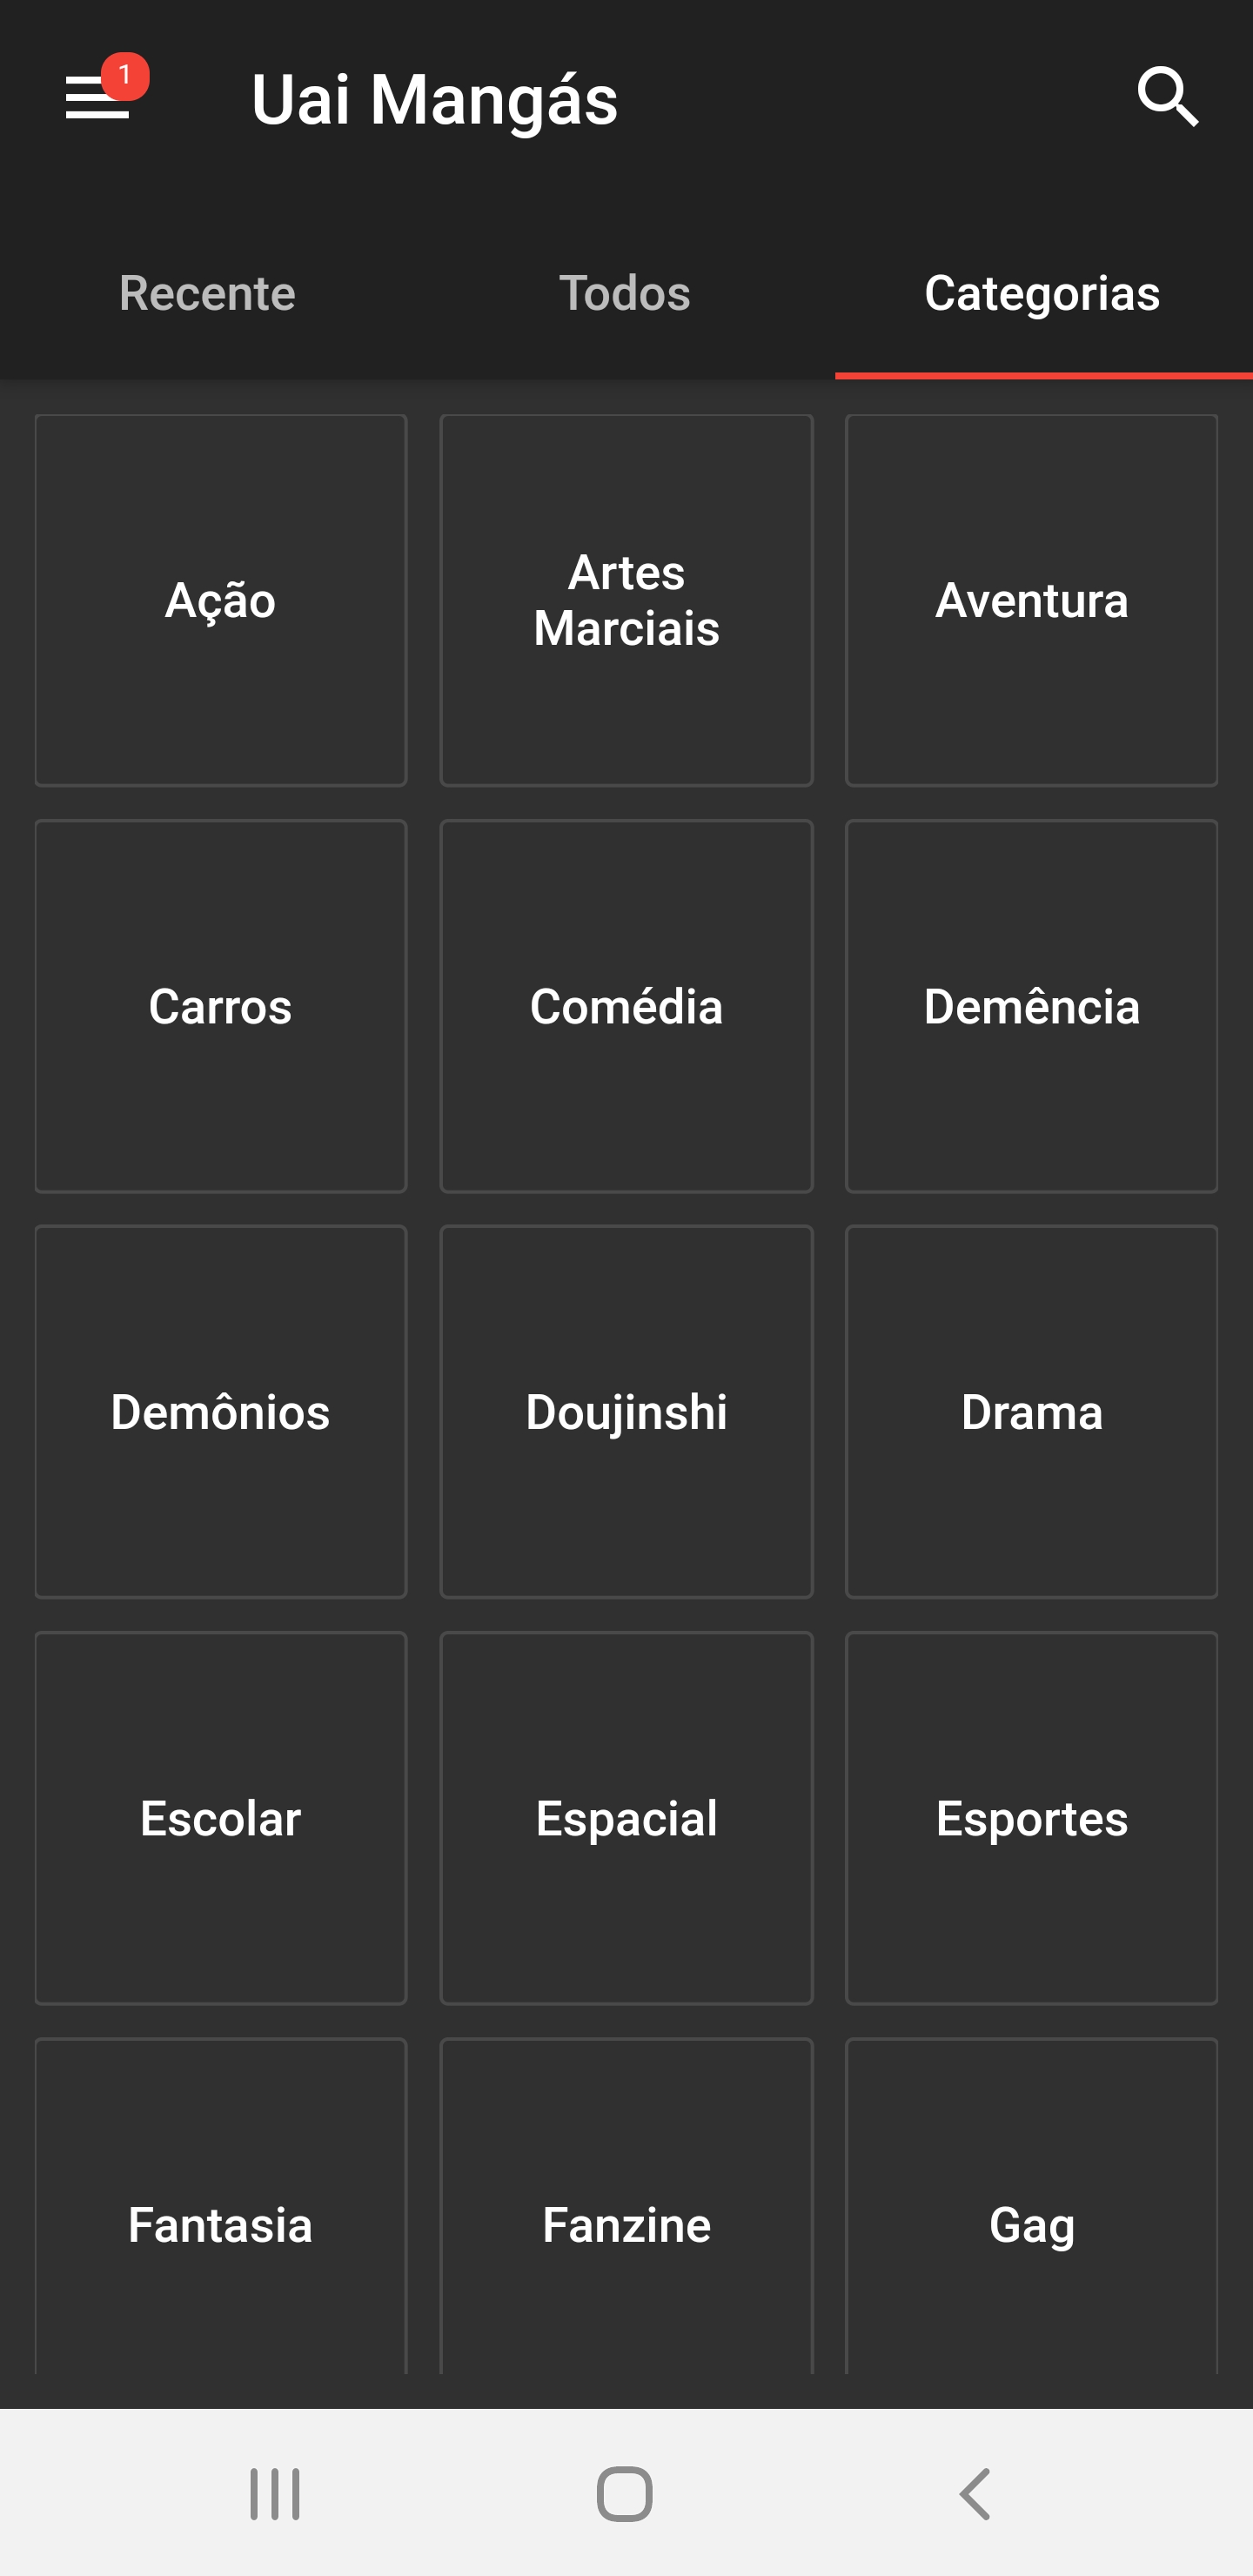 1
Uai Mangás
Recente
Todos
Categorias
Ação
Artes
Marciais
Aventura
Carros
Comédia
Demência
Demônios
Doujinshi
Drama
Escolar
Espacial
Esportes
Fantasia
Fanzine
Gag